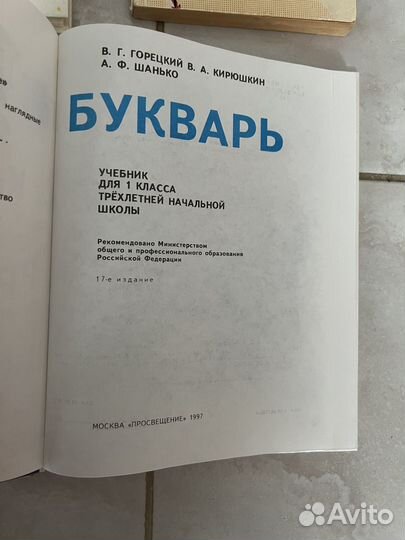 В. Г. ГОРЕЦКИЙ В. А. КИРЮШКИН
А. Ф. ШАНЬКО
БУКВАРЬ
УЧЕБНИК
ДЛЯ 1 КЛАССА
ТРЁХЛЕТНЕЙ НАЧАЛЬНОЙ
ШКОЛЫ
Рекомендовано Министерством
общего и профессионального образования
Российской Федерации
17-е издание
МОСКВА «ПРОСВЕЩЕНИЕ» 1997
наглядные
Avito